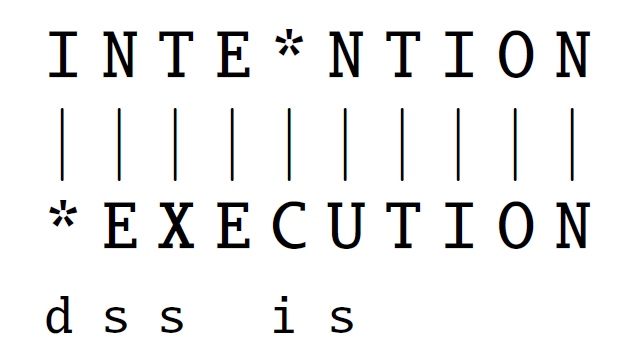 I N T E * N T I O N
| | | | | | | | | |
* E X E C U T I O N
d s s i s